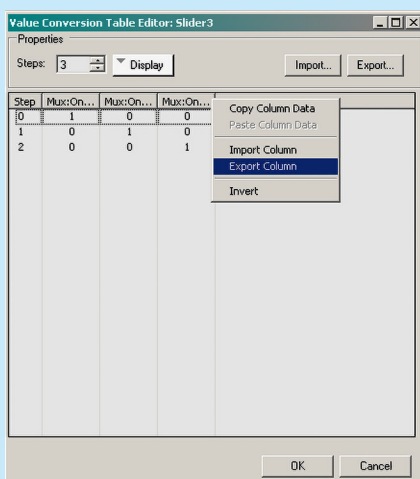 Value Conversion Table Editor: Slider3
Properties
Steps: 3 Display Import... Export...
Step Mux:On... Mux:On... Mux:On...
0 1 0 0
1 0 1 0
2 0 0 1
Copy Column Data
Paste Column Data
Import Column
Export Column
Invert
OK Cancel